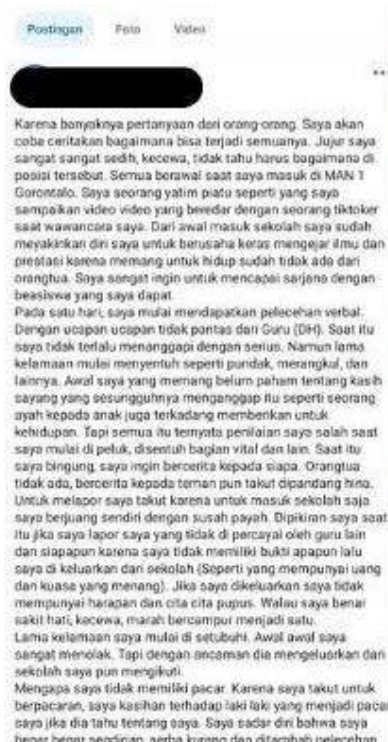 Postingan Foto Video
Karena banyaknya pertanyaan dari orang-orang. Saya akan
coba ceritakan bagaimana bisa terjadi semuanya. Jujur saya
sangat sangat sedih, kecewa, tidak tahu harus bagaimana di
posisi tersebut. Semua berawal saat saya masuk di MAN 1
Gorontalo. Saya seorang yatim piatu seperti yang saya
sampaikan video video yang beredar dengan seorang tiktoker
saat wawancara saya. Dari awal masuk sekolah saya sudah
meyakinkan diri saya untuk berusaha keras mengejar ilmu dan
prestasi karena memang untuk hidup sudah tidak ada dari
orangtua. Saya sangat ingin untuk mencapai sarjana dengan
beasiswa yang saya dapat.
Pada satu hari, saya mulai mendapatkan pelecehan verbal.
Dengan ucapan ucapan tidak pantas dari Guru (DH). Saat itu
saya tidak terlalu menanggapi dengan serius. Namun lama
kelamaan mulai menyentuh seperti pundak, merangkul, dan
lainnya. Awal saya yang memang belum paham tentang kasih
sayang yang sesungguhnya menganggap itu seperti seorang
ayah kepada anak juga terkadang memberikan untuk
kehidupan. Tapi semua itu ternyata penilaian saya salah saat
saya mulai di peluk, disentuh bagian vital dan lain. Saat itu
saya bingung, saya ingin bercerita kepada siapa. Orangtua
tidak ada, bercerita kepada teman pun takut dipandang hina.
Untuk melapor saya takut karena untuk masuk sekolah saja
saya berjuang sendiri dengan susah payah. Dipikiran saya saat
itu jika saya lapor saya yang tidak di percayai oleh guru lain
dan siapapun karena saya tidak memiliki bukti apapun lalu
saya di keluarkan dari sekolah (Seperti yang mempunyai uang
dan kuasa yang menang). Jika saya dikeluarkan saya tidak
mempunyai harapan dan cita cita pupus. Walau saya benar
sakit hati, kecewa, marah bercampur menjadi satu.
Lama kelamaan saya mulai di setubuhi. Awal awal saya
sangat menolak. Tapi dengan ancaman dia mengeluarkan dari
sekolah saya pun mengikuti.
Mengapa saya tidak memiliki pacar. Karena saya takut untuk
berpacaran, saya kasihan terhadap laki laki yang menjadi pacar
saya jika dia tahu tentang saya. Saya sadar diri bahwa saya
benar benar sendirian, serba kurang dan ditambah pelecehan